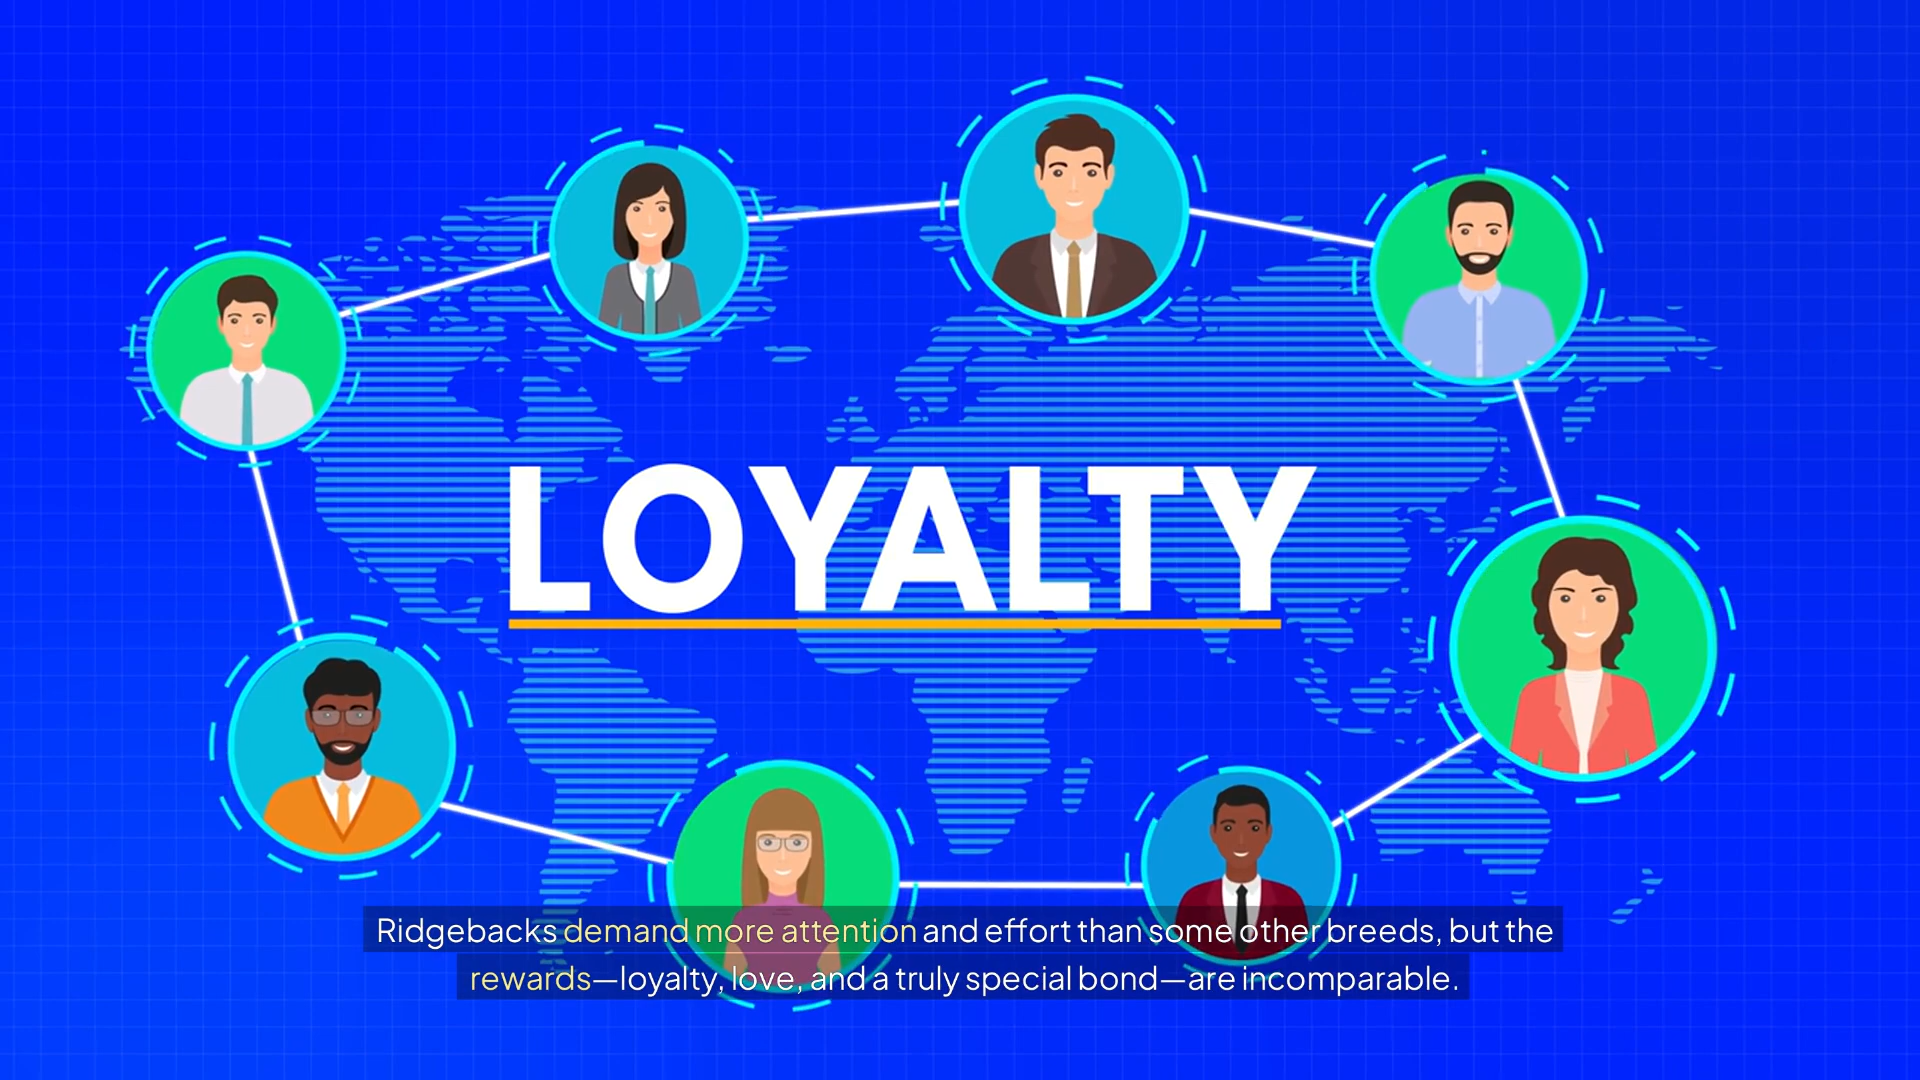 LOYALTY
Ridgebacks demand more attention and effort than some other breeds, but the
rewards—loyalty, love, and a truly special bond—are incomparable.